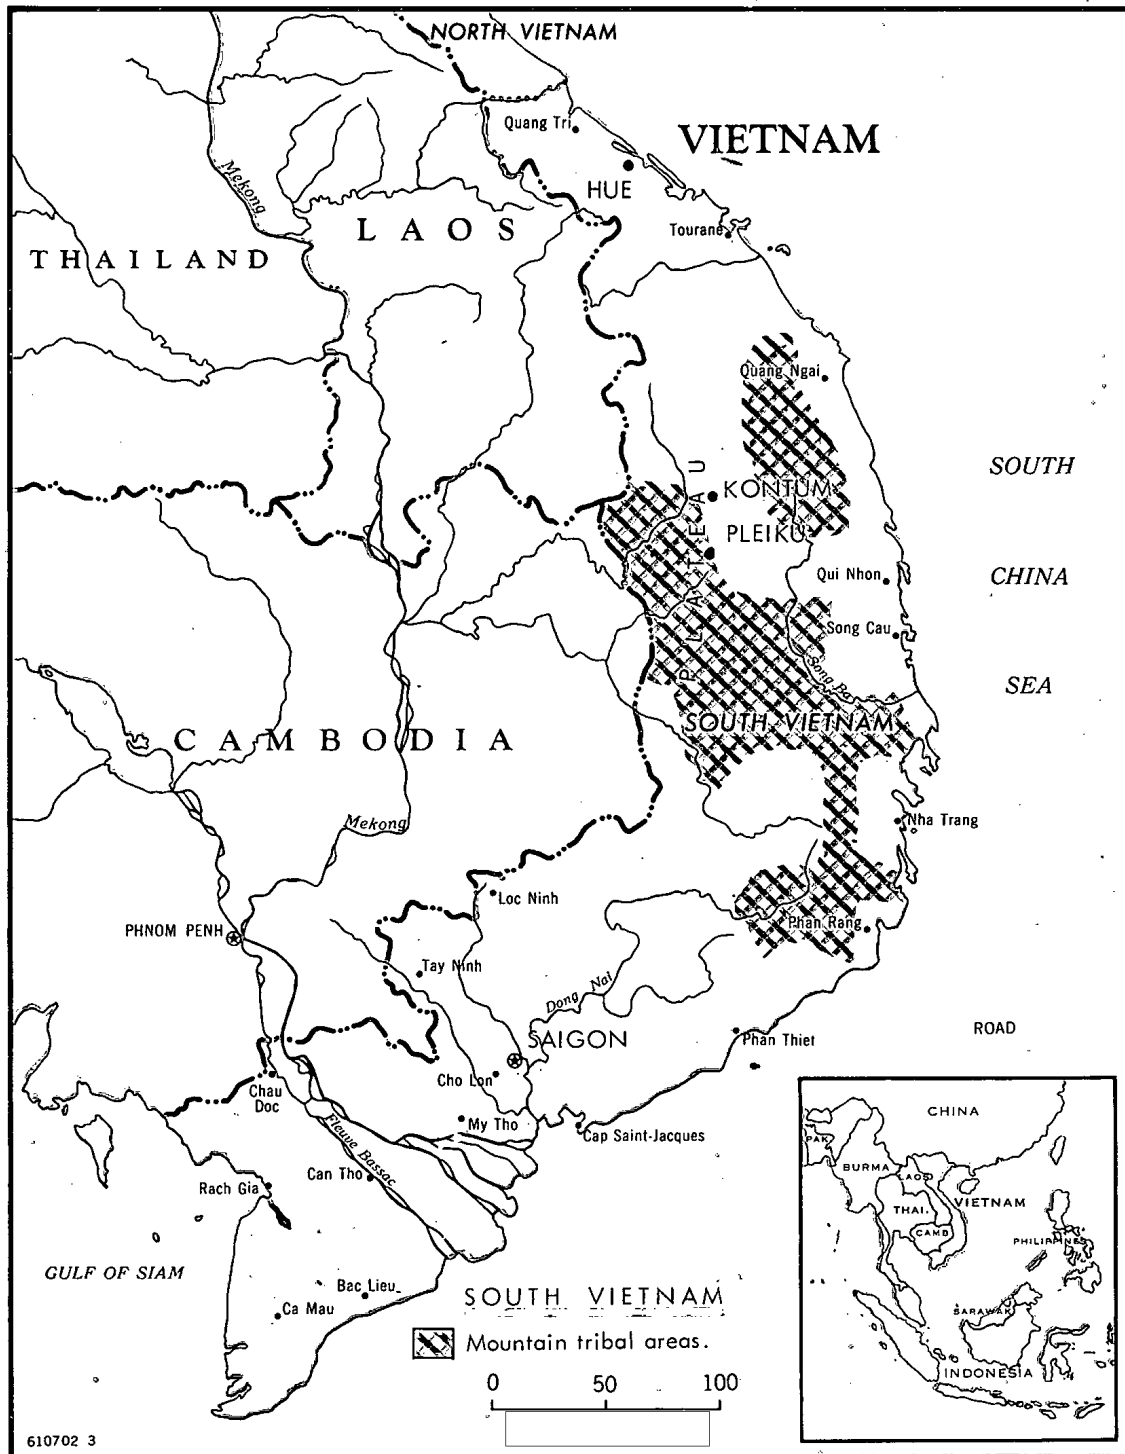 NORTH VIETNAM
Quang Tri
VIETNAM
HUE
Mekong
LAOS
Tourane
THAILAND
Quang Ngai
SOUTH
KONTUM
PLATEAU
PLEIKU
Qui Nhon
CHINA
Song Cau
Song Ba
SEA
SOUTH VIETNAM
CAMBODIA
Mekong
Nha Trang
Loc Ninh
Phan Rang
PHNOM PENH
Tay Ninh
Dong Nai
SAIGON
Phan Thiet
ROAD
Cho Lon
Chau
Doc
My Tho
Cap Saint-Jacques
Fleuve Bassac
Can Tho
Rach Gia
GULF OF SIAM
Bac Lieu
Ca Mau
SOUTH VIETNAM
Mountain tribal areas.
0 50 100
610702 3
CHINA
PAK.
BURMA
LAOS
VIETNAM
THAI.
CAMB
PHILIPPINES
SARAWAK
INDONESIA